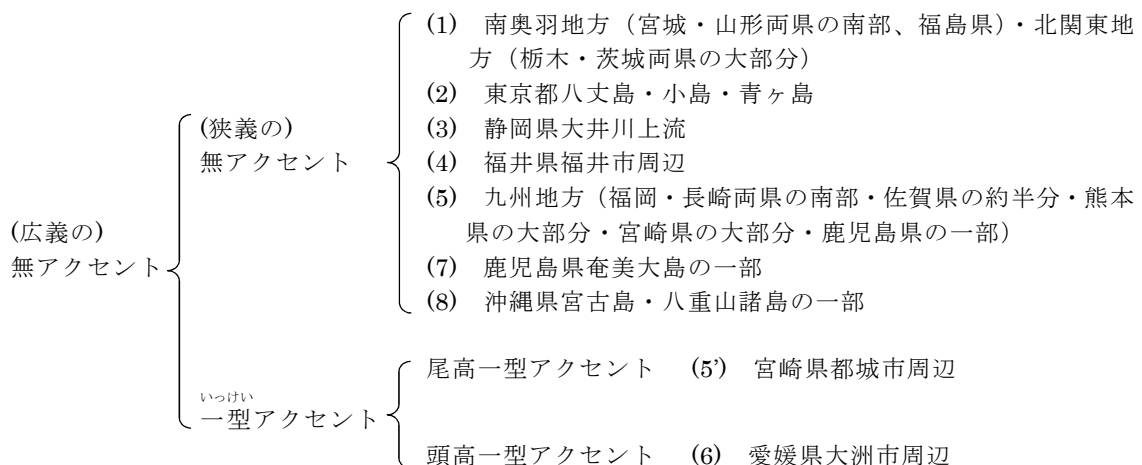 (1) 南奥羽地方（宮城・山形両県の南部、福島県）・北関東地
方（栃木・茨城両県の大部分）
(2) 東京都八丈島・小島・青ヶ島
(狭義の)
無アクセント
(3) 静岡県大井川上流
(4) 福井県福井市周辺
(5) 九州地方（福岡・長崎両県の南部・佐賀県の約半分・熊本
県の大部分・宮崎県の大部分・鹿児島県の一部）
(広義の)
無アクセント
(7) 鹿児島県奄美大島の一部
(8) 沖縄県宮古島・八重山諸島の一部
尾高一型アクセント (5') 宮崎県都城市周辺
いっけい
一型アクセント
頭高一型アクセント (6) 愛媛県大洲市周辺